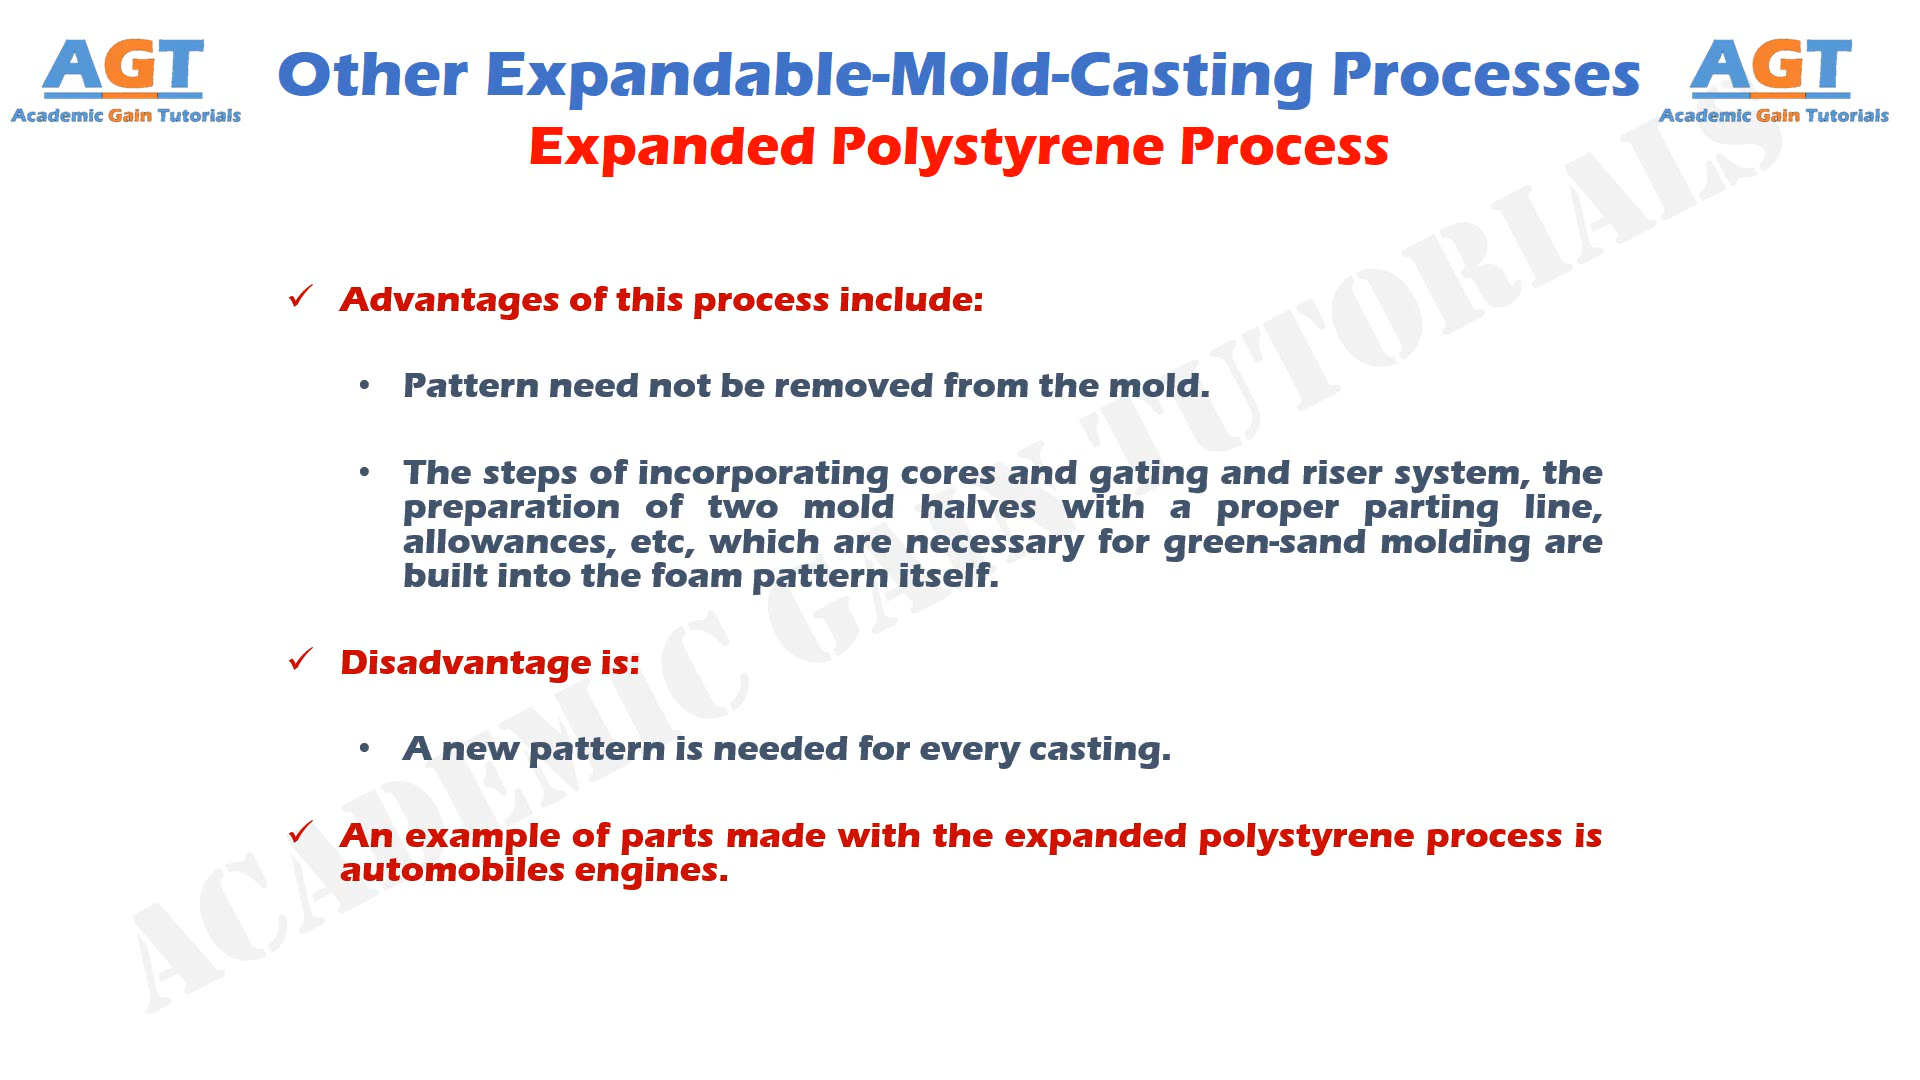 AGT
Academic Gain Tutorials
Other Expandable-Mold-Casting Processes
Expanded Polystyrene Process
AGT
Academic Gain Tutorials
✓ Advantages of this process include:
• Pattern need not be removed from the mold.
• The steps of incorporating cores and gating and riser system, the
preparation of two mold halves with a proper parting line,
allowances, etc, which are necessary for green-sand molding are
built into the foam pattern itself.
✓ Disadvantage is:
• A new pattern is needed for every casting.
✓ An example of parts made with the expanded polystyrene process is
automobiles engines.
ACADEMIC GAIN TUTORIALS